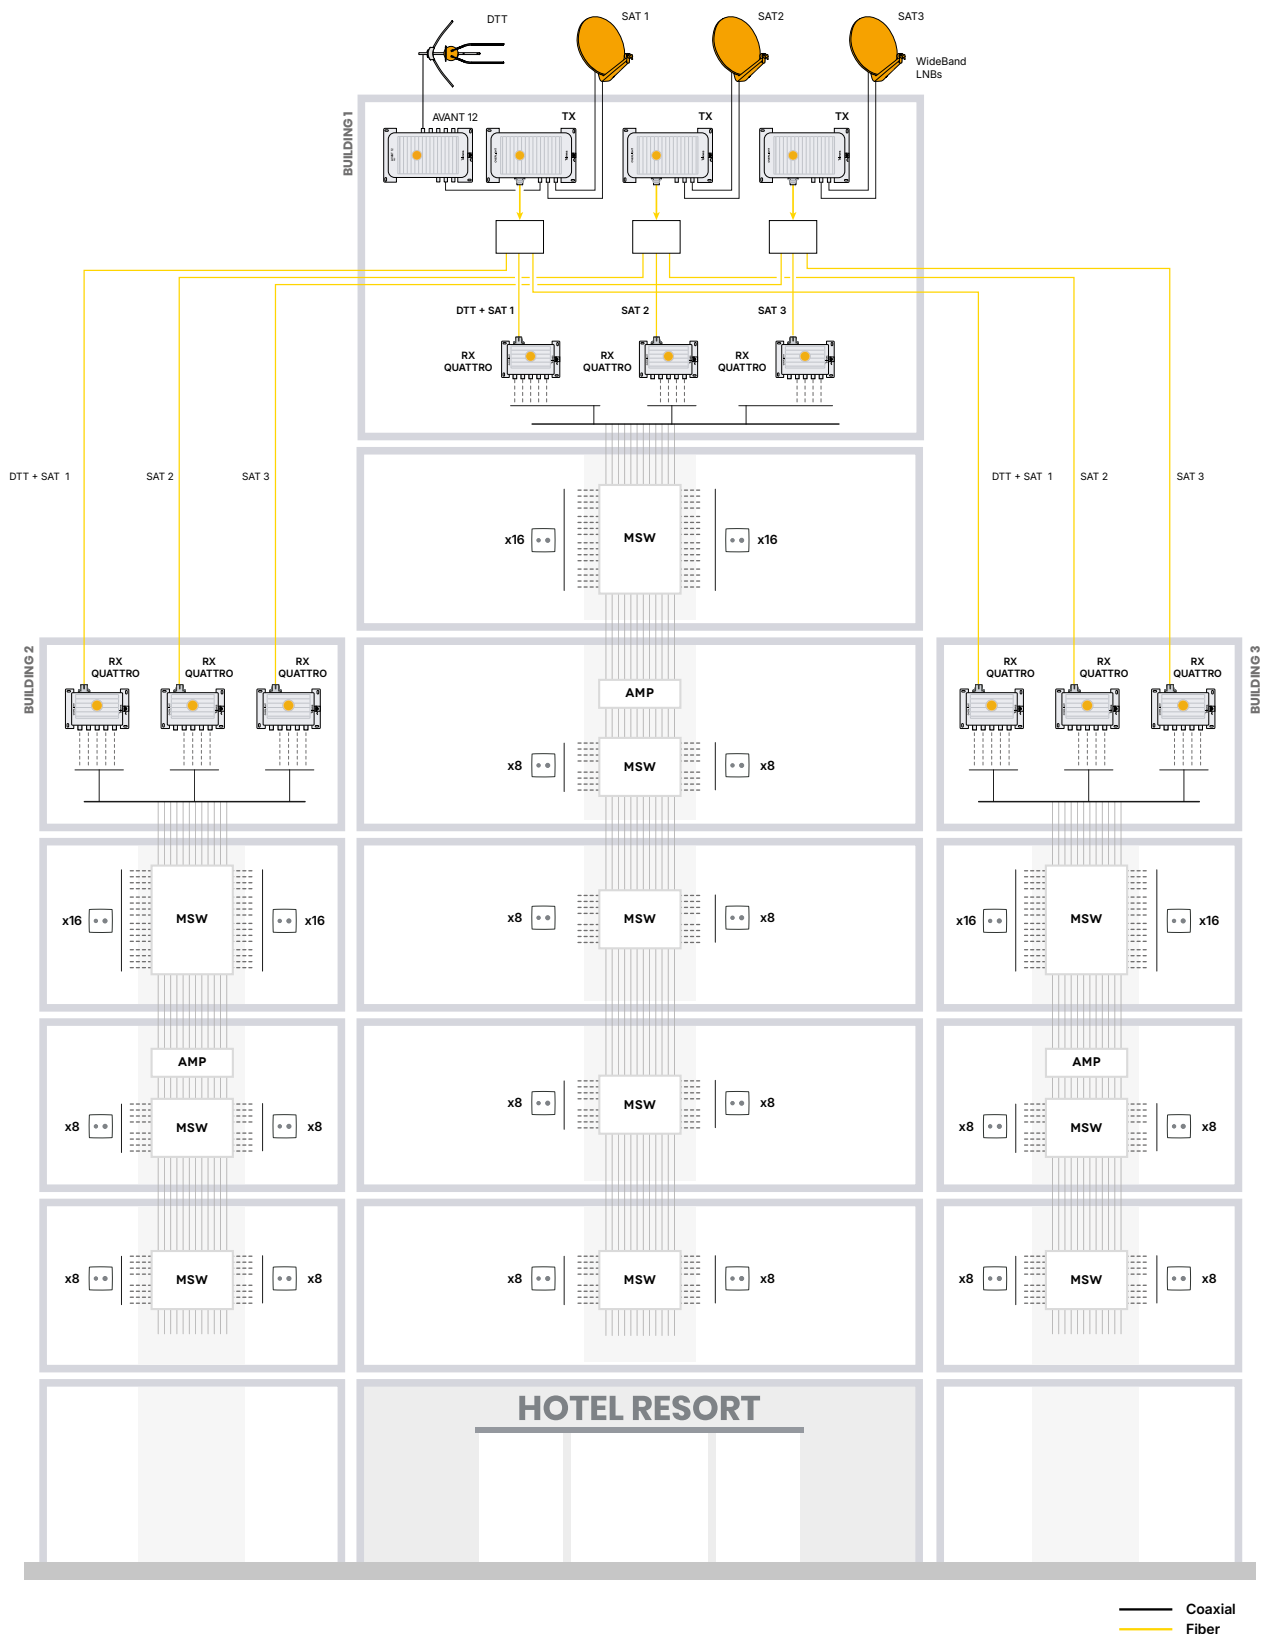 DTT
SAT 1
SAT2
SAT3
WideBand
LNBs
BUILDING 1
AVANT 12
TX
TX
TX
DTT + SAT 1
SAT 2
SAT 3
RX
QUATTRO
RX
QUATTRO
RX
QUATTRO
DTT + SAT 1
SAT 2
SAT 3
DTT + SAT 1
SAT 2
SAT 3
x16
MSW
x16
BUILDING 2
RX
QUATTRO
RX
QUATTRO
RX
QUATTRO
AMP
x8
MSW
x8
RX
QUATTRO
RX
QUATTRO
RX
QUATTRO
BUILDING 3
x16
MSW
x16
x8
MSW
x8
x16
MSW
x16
AMP
x8
MSW
x8
x8
MSW
x8
AMP
x8
MSW
x8
x8
MSW
x8
x8
MSW
x8
x8
MSW
x8
HOTEL RESORT
Coaxial
Fiber